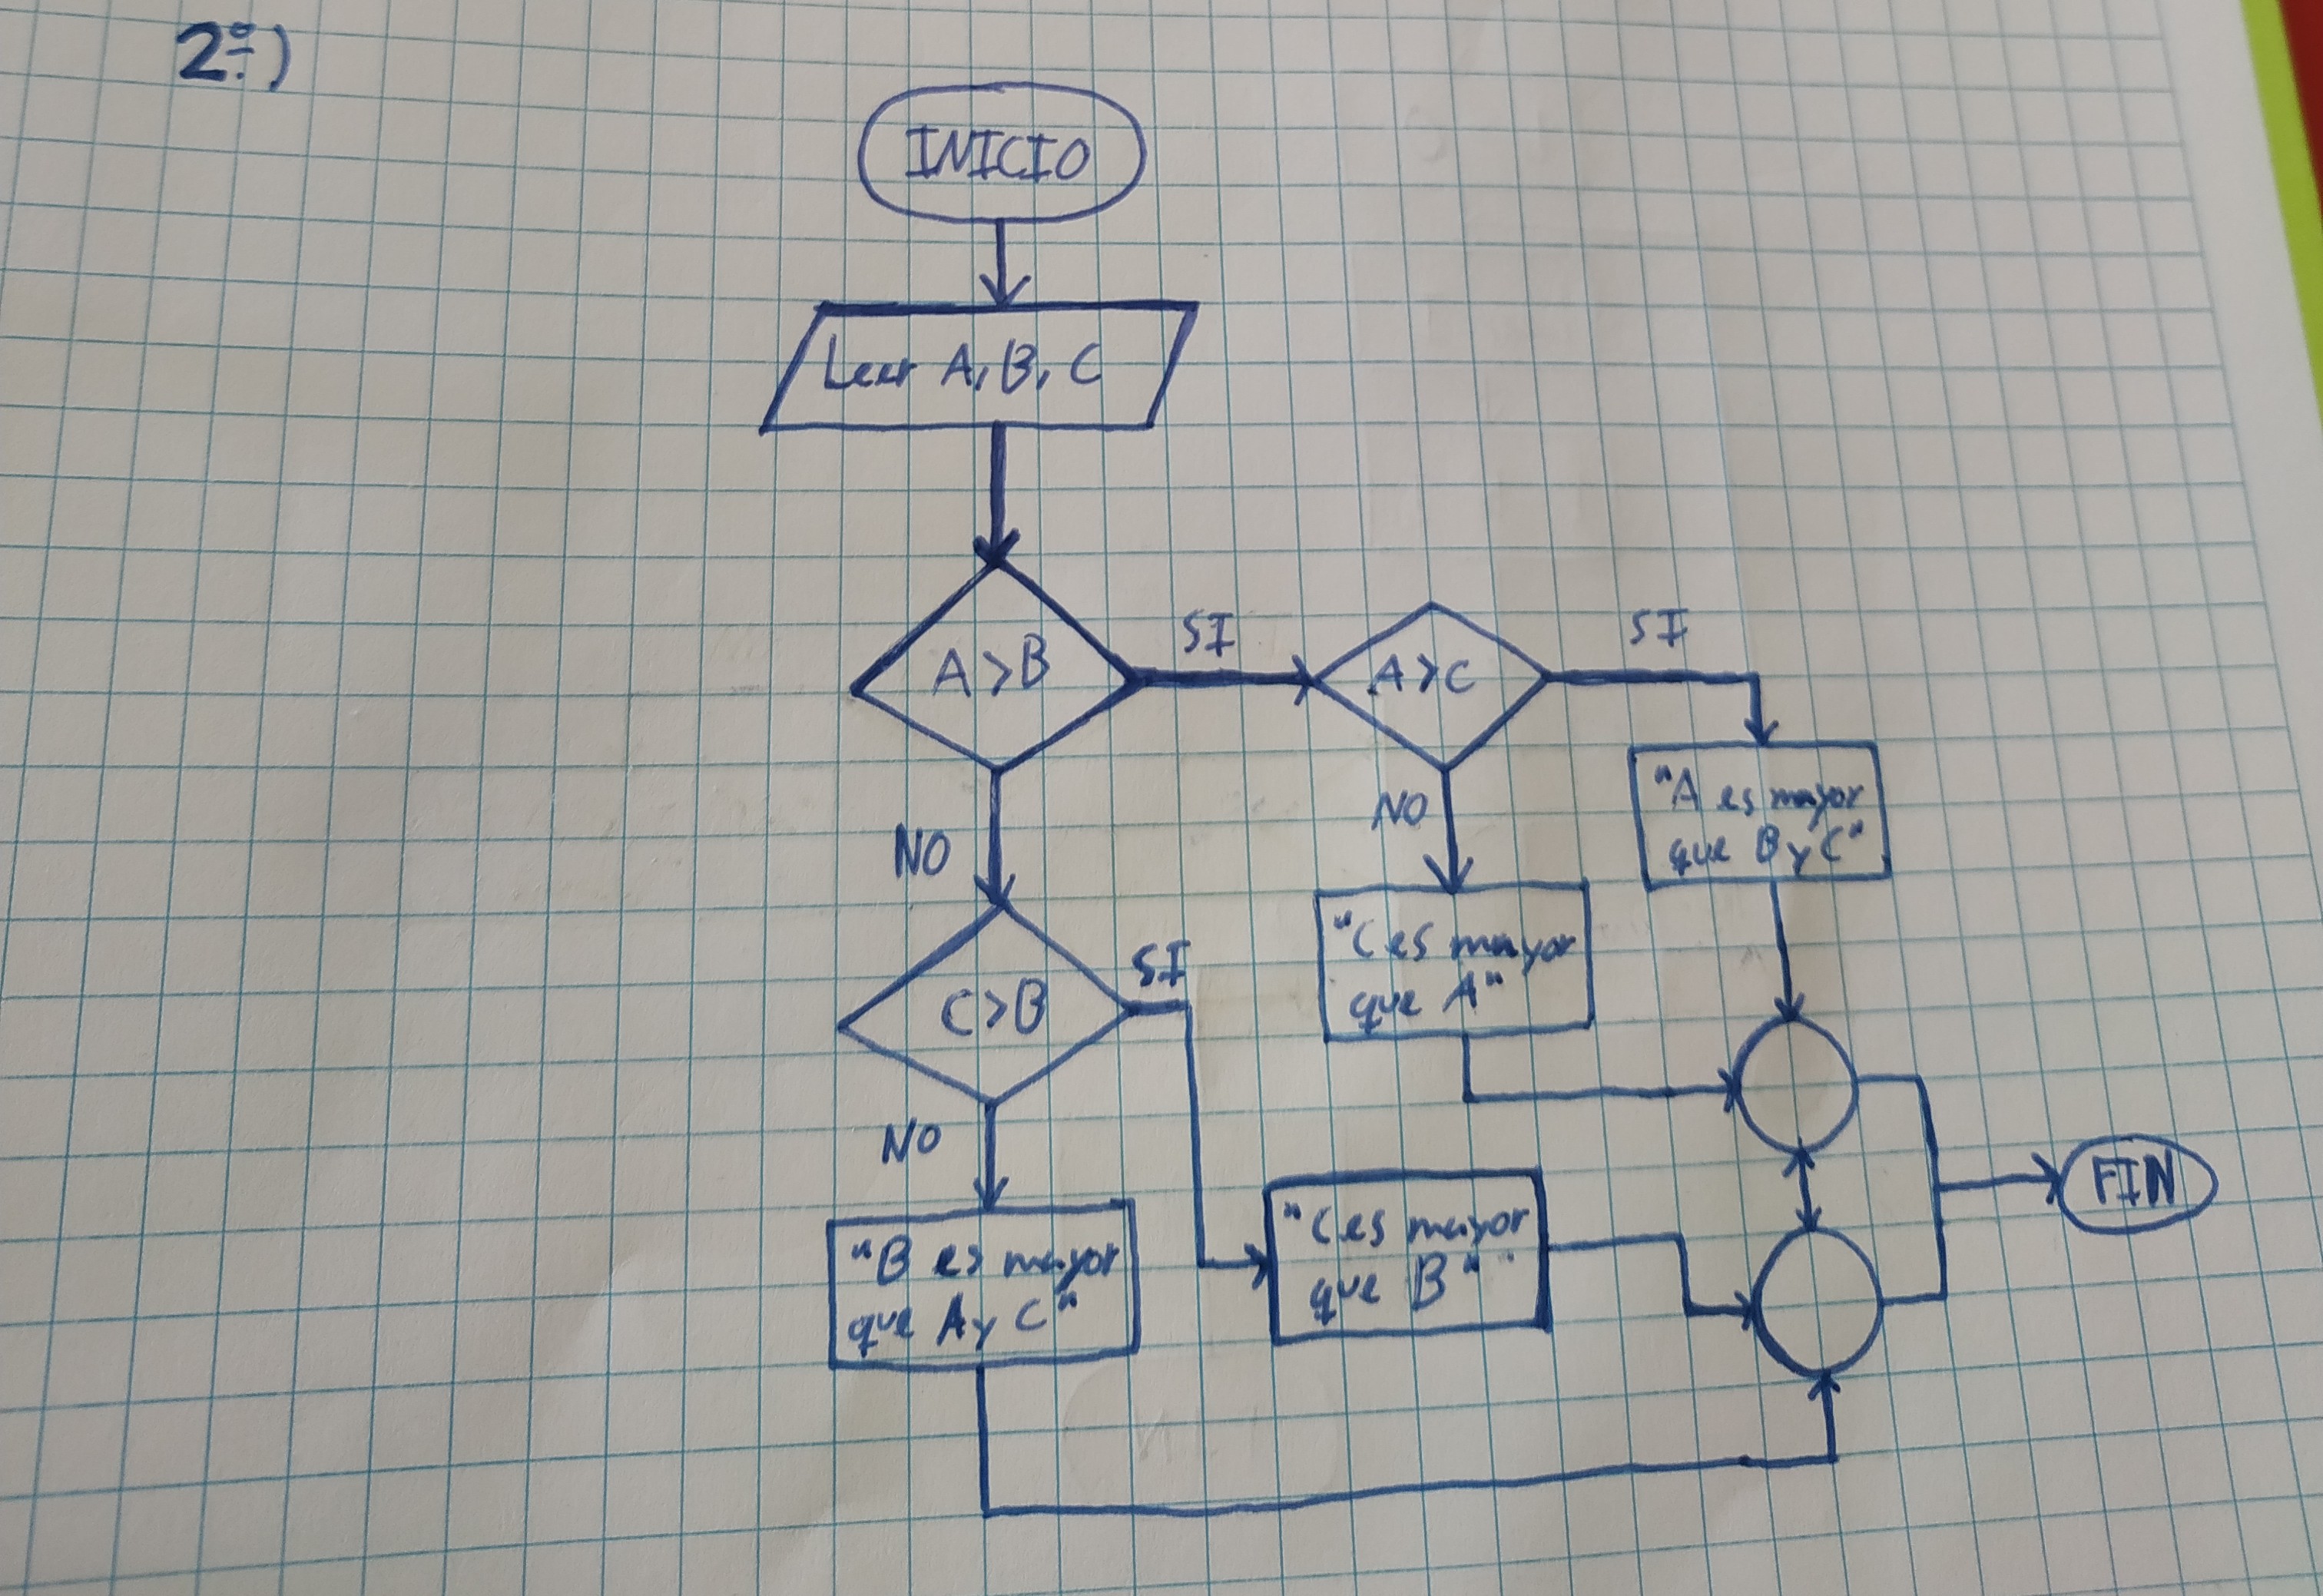 2º)
INICIO
Leer A, B, C
A>B
SI
A>C
SI
"A es mayor
que B y C"
NO
"C es mayor
que A"
NO
C>B
SI
NO
"B es mayor
que A y C"
"C es mayor
que B"
FIN